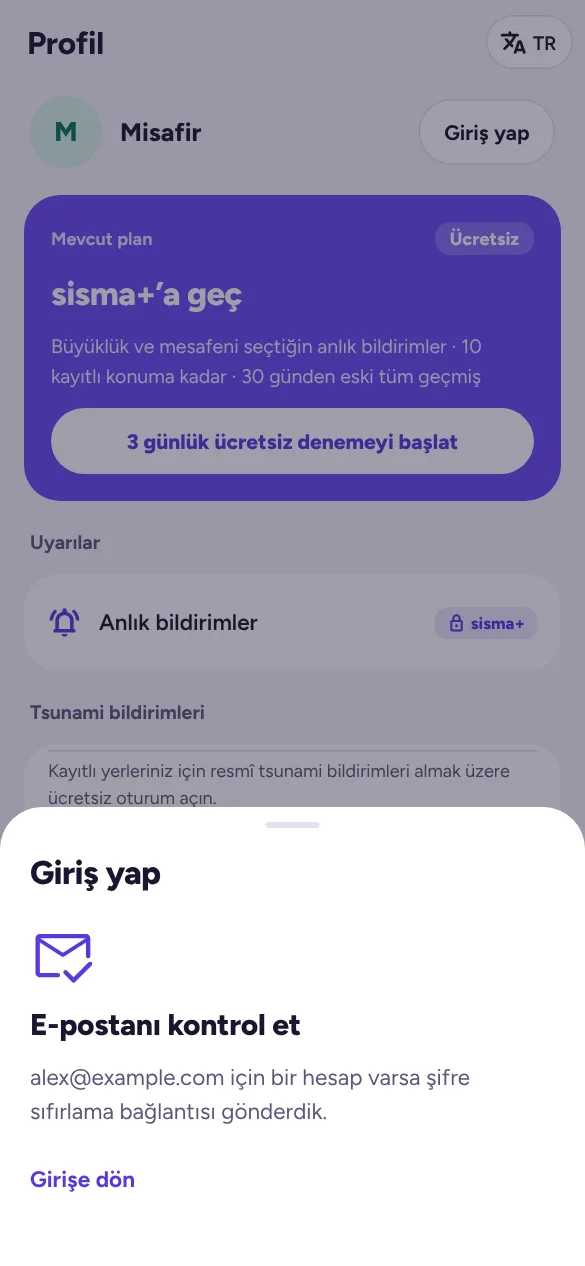 Profil
TR
M
Misafir
Giriş yap
Mevcut plan
Ücretsiz
sisma+’a geç
Büyüklük ve mesafeni seçtiğin anlık bildirimler · 10
kayıtlı konuma kadar · 30 günden eski tüm geçmiş
3 günlük ücretsiz denemeyi başlat
Uyarılar
Anlık bildirimler
sisma+
Tsunami bildirimleri
Kayıtlı yerleriniz için resmî tsunami bildirimleri almak üzere
ücretsiz oturum açın.
Giriş yap
E-postanı kontrol et
alex@example.com için bir hesap varsa şifre
sıfırlama bağlantısı gönderdik.
Girişe dön